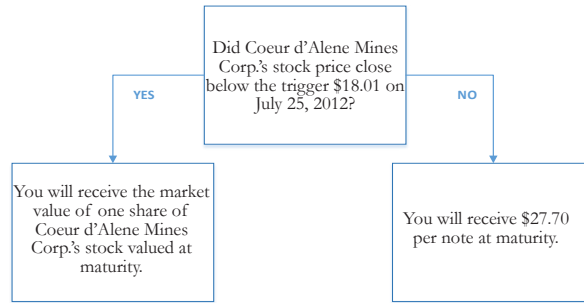 Did Coeur d'Alene Mines
Corp.'s stock price close
below the trigger $18.01 on
July 25, 2012?
YES
NO
You will receive the market
value of one share of
Coeur d'Alene Mines
Corp.'s stock valued at
maturity.
You will receive $27.70
per note at maturity.